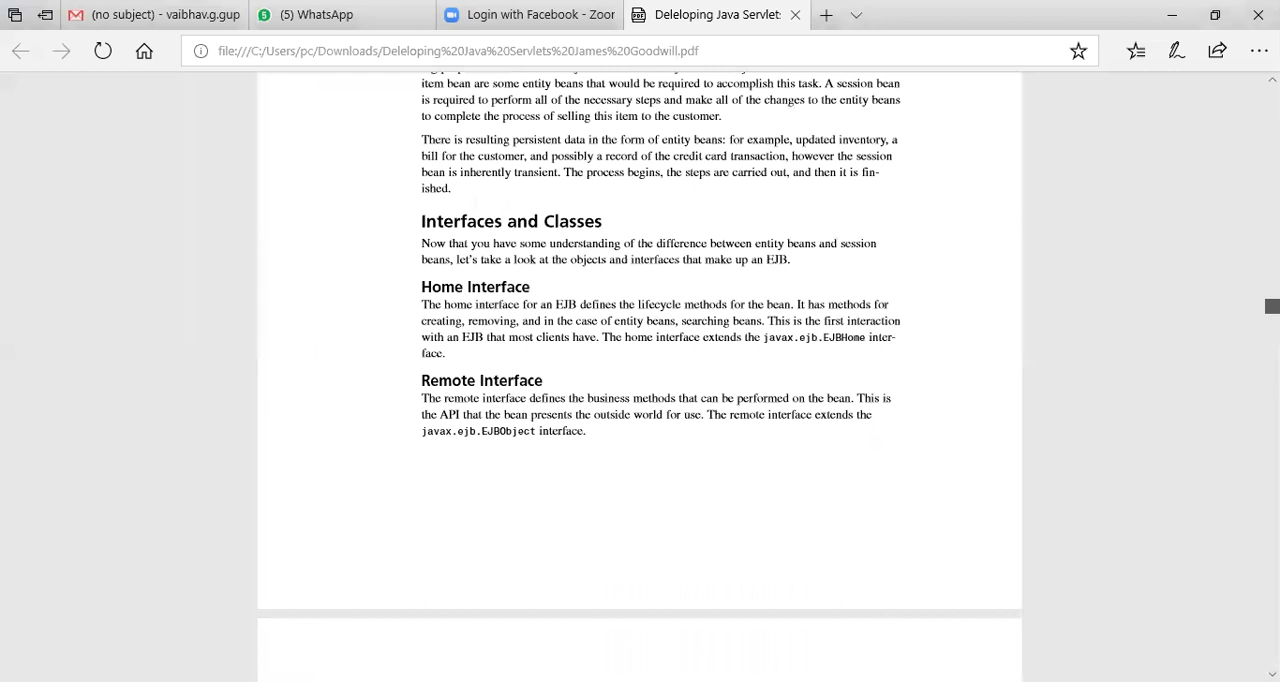 (no subject) - vaibhav.g.gup
(5) WhatsApp
Login with Facebook - Zoor
Deleloping Java Servlets
file:///C:/Users/pc/Downloads/Deleloping%20Java%20Servlets%20James%20Goodwill.pdf
item bean are some entity beans that would be required to accomplish this task. A session bean
is required to perform all of the necessary steps and make all of the changes to the entity beans
to complete the process of selling this item to the customer.
There is resulting persistent data in the form of entity beans: for example, updated inventory, a
bill for the customer, and possibly a record of the credit card transaction, however the session
bean is inherently transient. The process begins, the steps are carried out, and then it is fin-
ished.
Interfaces and Classes
Now that you have some understanding of the difference between entity beans and session
beans, let's take a look at the objects and interfaces that make up an EJB.
Home Interface
The home interface for an EJB defines the lifecycle methods for the bean. It has methods for
creating, removing, and in the case of entity beans, searching beans. This is the first interaction
with an EJB that most clients have. The home interface extends the javax.ejb.EJBHome inter-
face.
Remote Interface
The remote interface defines the business methods that can be performed on the bean. This is
the API that the bean presents the outside world for use. The remote interface extends the
javax.ejb.EJBObject interface.